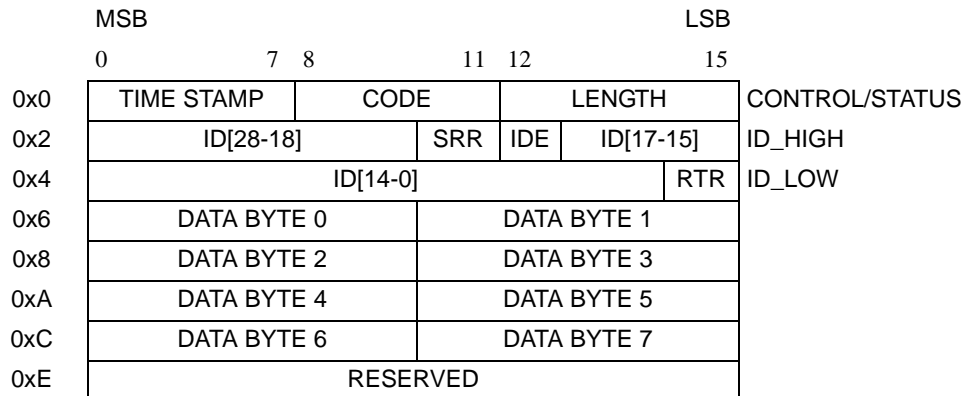 MSB LSB
0 7 8 11 12 15
0x0 TIME STAMP CODE LENGTH CONTROL/STATUS
0x2 ID[28-18] SRR IDE ID[17-15] ID_HIGH
0x4 ID[14-0] RTR ID_LOW
0x6 DATA BYTE 0 DATA BYTE 1
0x8 DATA BYTE 2 DATA BYTE 3
0xA DATA BYTE 4 DATA BYTE 5
0xC DATA BYTE 6 DATA BYTE 7
0xE RESERVED